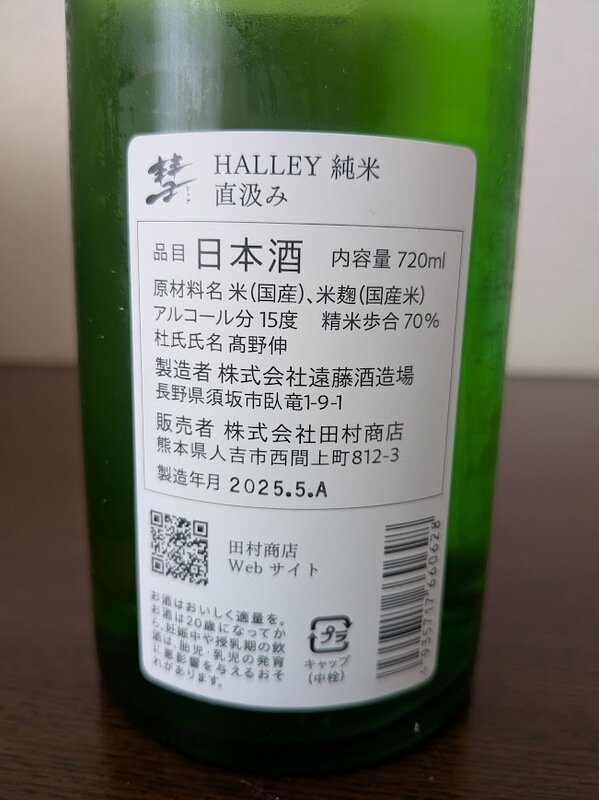 彗
HALLEY 純米
直汲み
品目 日本酒 内容量 720ml
原材料名 米(国産)、米麹(国産米)
アルコール分 15度 精米歩合 70%
杜氏氏名 髙野伸
製造者 株式会社遠藤酒造場
長野県須坂市臥竜1-9-1
販売者 株式会社田村商店
熊本県人吉市西間上町812-3
製造年月 2025.5.A
田村商店
Web サイト
お酒はおいしく適量を。
お酒は20歳になってか
ら。妊娠中や授乳期の飲
酒は、胎児・乳児の発育
に悪影響を与えるおそ
れがあります。
プラ
キャップ
(中栓)
4935717660628